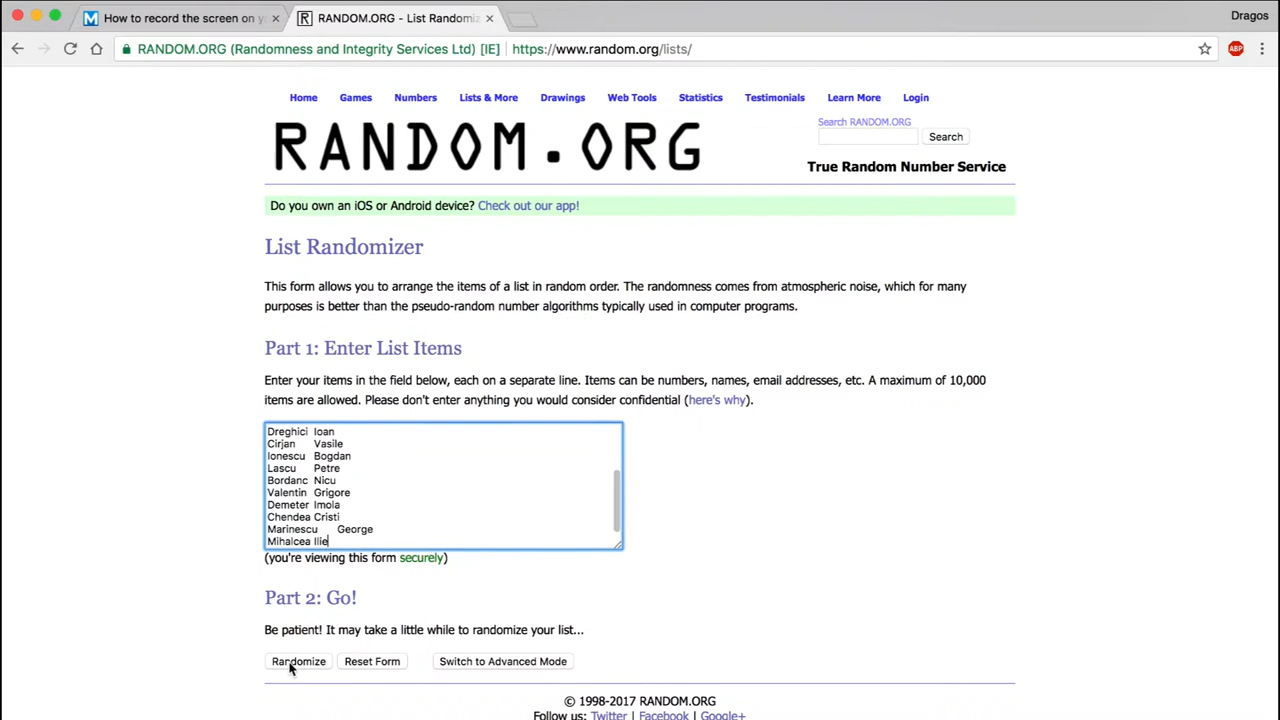 How to record the screen on y
RANDOM.ORG - List Randomiz
Dragos
RANDOM.ORG (Randomness and Integrity Services Ltd) [IE] https://www.random.org/lists/
ABP
Home Games Numbers Lists & More Drawings Web Tools Statistics Testimonials Learn More Login
Search RANDOM.ORG
RANDOM.ORG
Search
True Random Number Service
Do you own an iOS or Android device? Check out our app!
List Randomizer
This form allows you to arrange the items of a list in random order. The randomness comes from atmospheric noise, which for many
purposes is better than the pseudo-random number algorithms typically used in computer programs.
Part 1: Enter List Items
Enter your items in the field below, each on a separate line. Items can be numbers, names, email addresses, etc. A maximum of 10,000
items are allowed. Please don't enter anything you would consider confidential (here's why).
Dreghici Ioan
Cirjan Vasile
Ionescu Bogdan
Lascu Petre
Bordanc Nicu
Valentin Grigore
Demeter Imola
Chendea Cristi
Marinescu George
Mihalcea Ilie
(you're viewing this form securely)
Part 2: Go!
Be patient! It may take a little while to randomize your list...
Randomize Reset Form Switch to Advanced Mode
© 1998-2017 RANDOM.ORG
Follow us: Twitter | Facebook | Google+